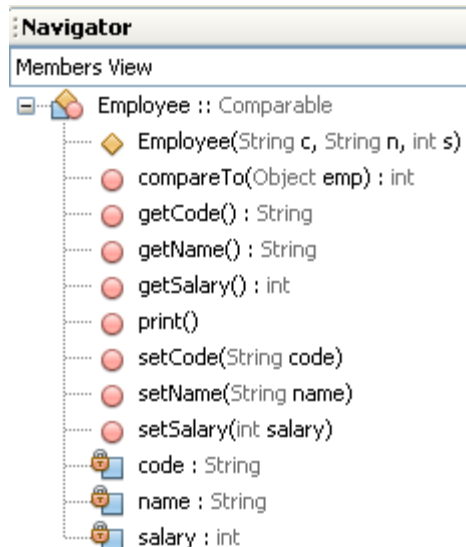 Navigator
Members View
Employee :: Comparable
Employee(String c, String n, int s)
compareTo(Object emp) : int
getCode() : String
getName() : String
getSalary() : int
print()
setCode(String code)
setName(String name)
setSalary(int salary)
code : String
name : String
salary : int